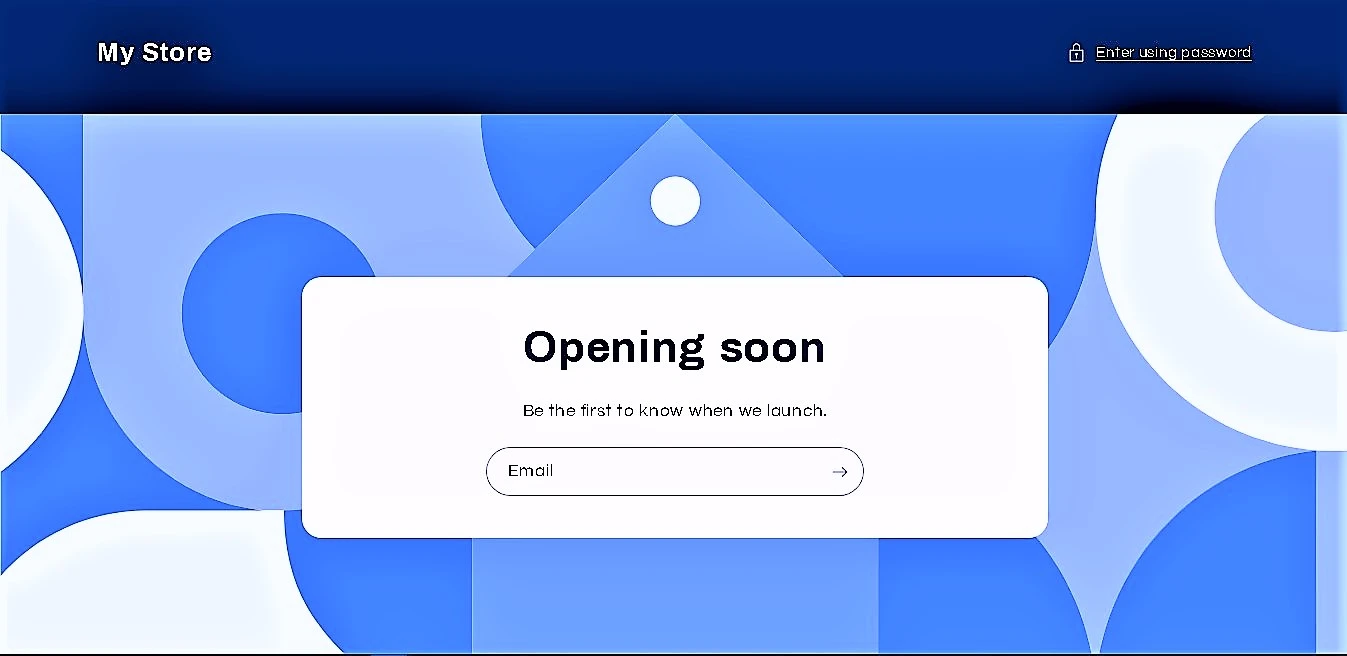 My Store
Enter using password
Opening soon
Be the first to know when we launch.
Email